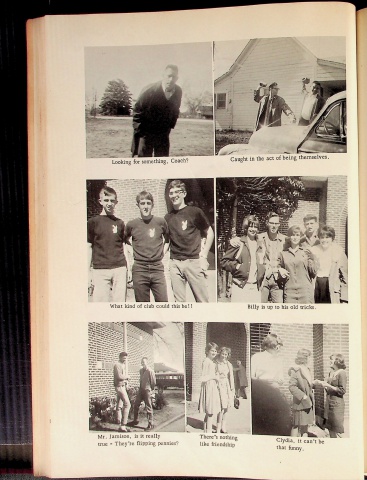 Looking for something, Coach?
Caught in the act of being themselves.
What kind of club could this be!!
Billy is up to his old tricks.
Mr. Jamison, is it really
true - They're flipping pennies?
There's nothing
like friendship
Clydia, it can't be
that funny.